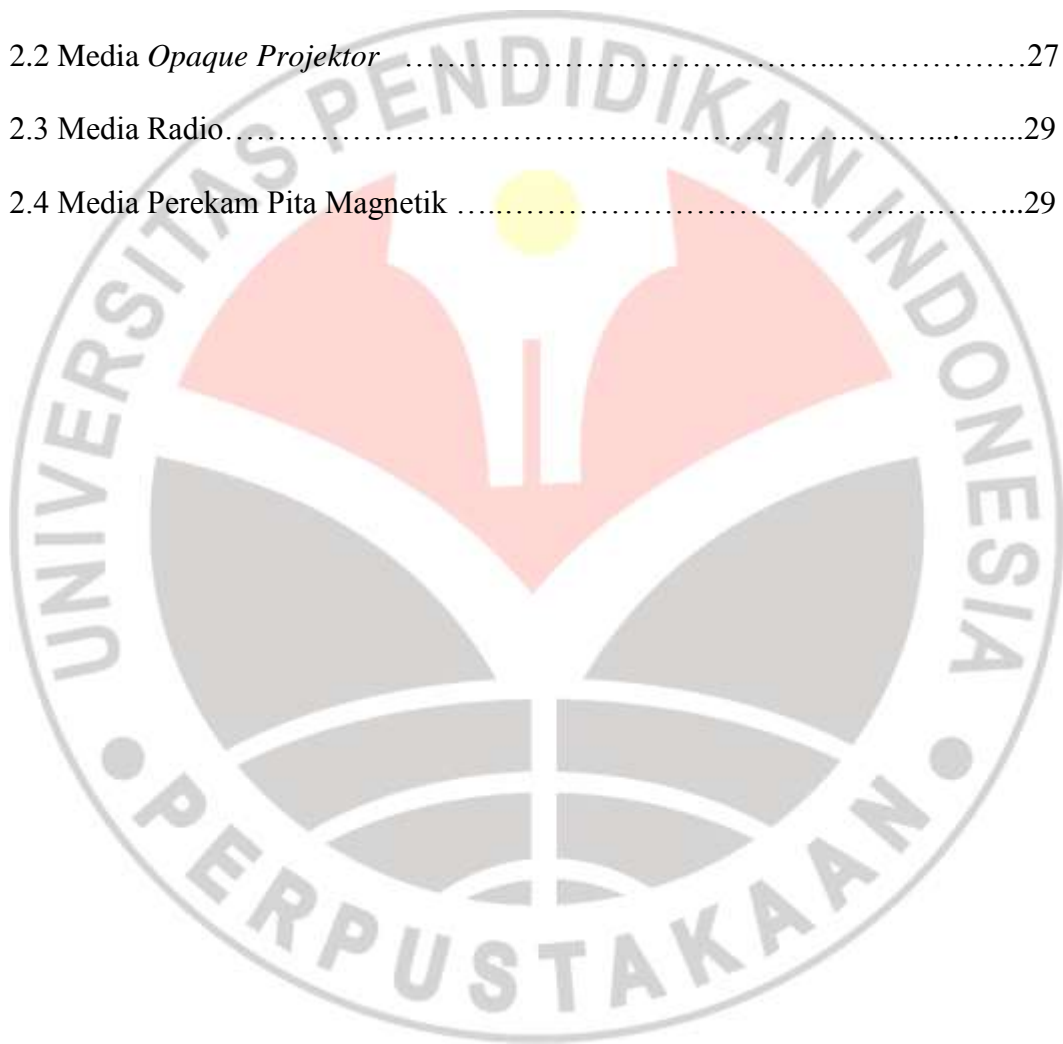 2.2 Media Opaque Projektor ……………………………….…..………………27
2.3 Media Radio……………………………………………….…..………...…....29
2.4 Media Perekam Pita Magnetik ….……………………….……………….……...29
UNIVERSITAS PENDIDIKAN INDONESIA
PERPUSTAKAAN